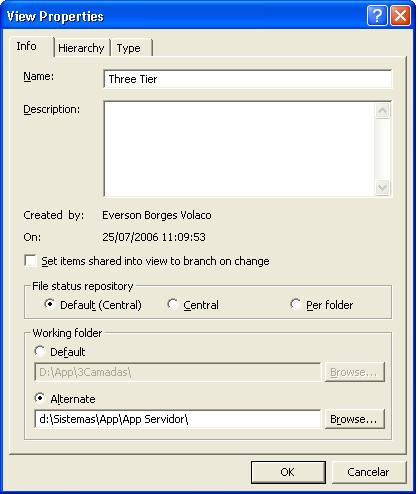 View Properties
Info Hierarchy Type
Name: Three Tier
Description:
Created by: Everson Borges Volaco
On: 25/07/2006 11:09:53
Set items shared into view to branch on change
File status repository
Default (Central) Central Per folder
Working folder
Default
D:\App\3Camadas\ Browse...
Alternate
d:\Sistemas\App\App Servidor\ Browse...
OK Cancelar